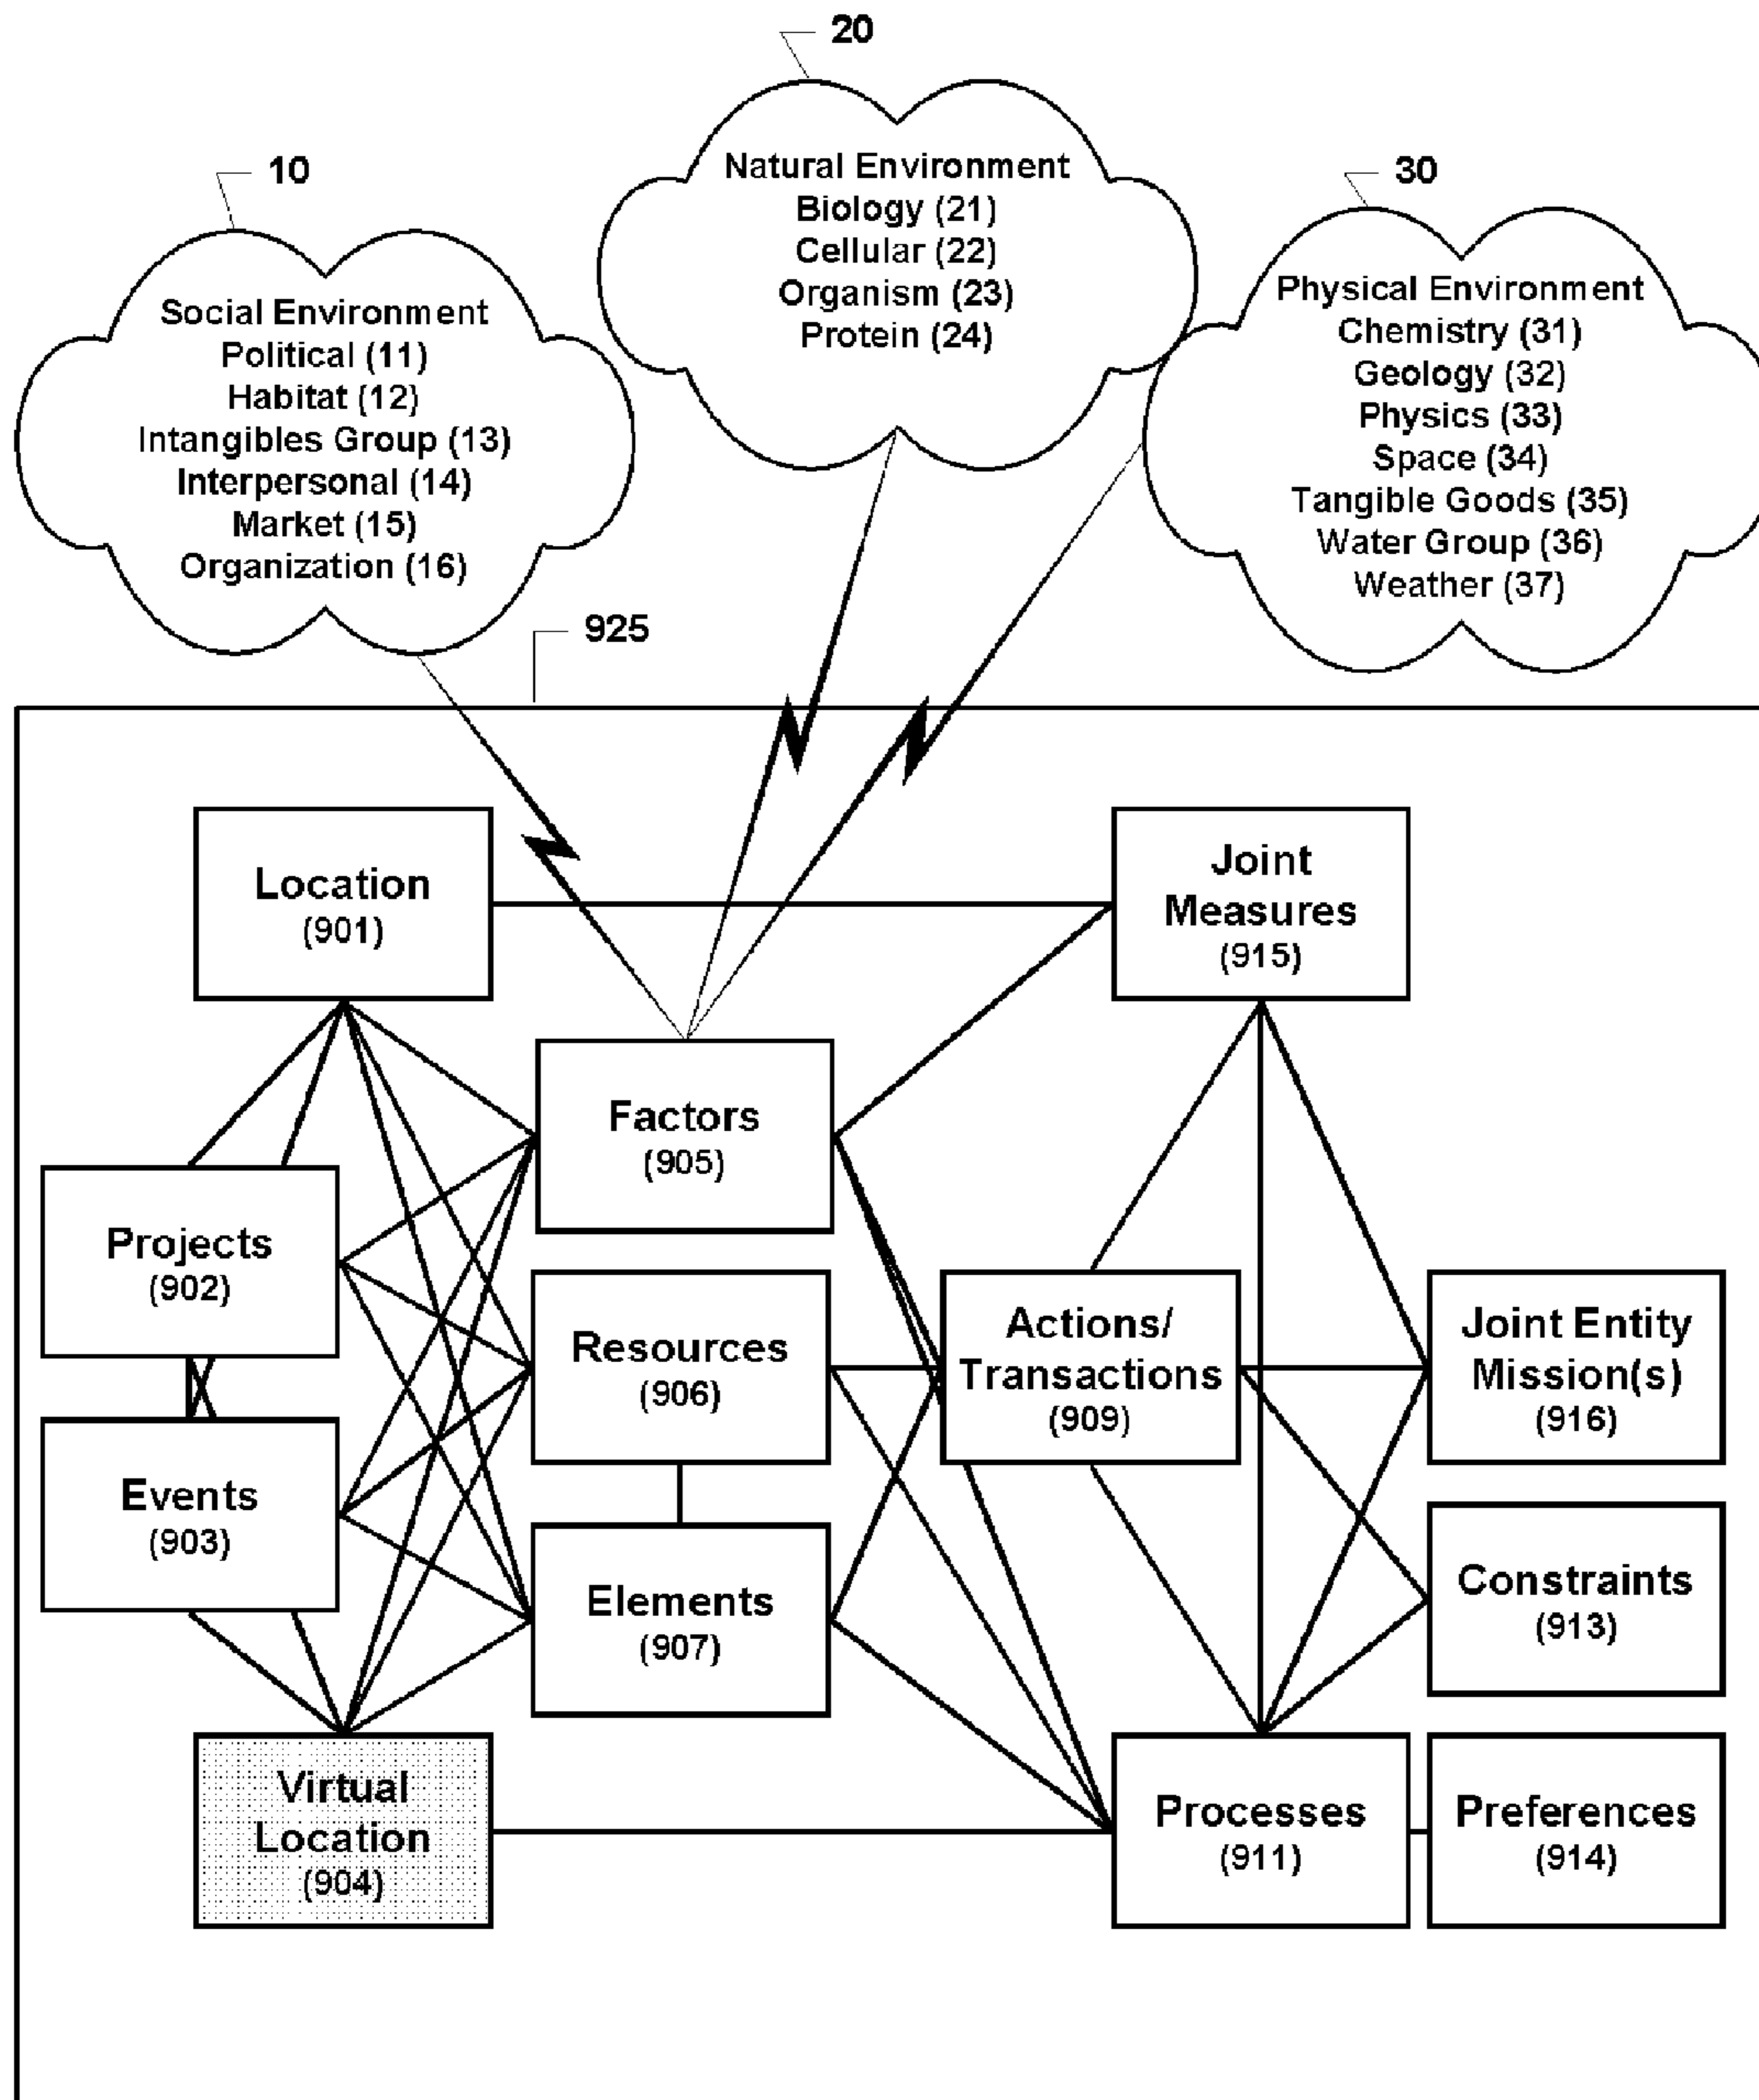 20
Natural Environment
Biology (21)
Cellular (22)
Organism (23)
Protein (24)
10
Social Environment
Political (11)
Habitat (12)
Intangibles Group (13)
Interpersonal (14)
Market (15)
Organization (16)
30
Physical Environment
Chemistry (31)
Geology (32)
Physics (33)
Space (34)
Tangible Goods (35)
Water Group (36)
Weather (37)
925
Location
(901)
Joint
Measures
(915)
Factors
(905)
Projects
(902)
Resources
(906)
Actions/
Transactions
(909)
Joint Entity
Mission(s)
(916)
Events
(903)
Elements
(907)
Constraints
(913)
Virtual
Location
(904)
Processes
(911)
Preferences
(914)